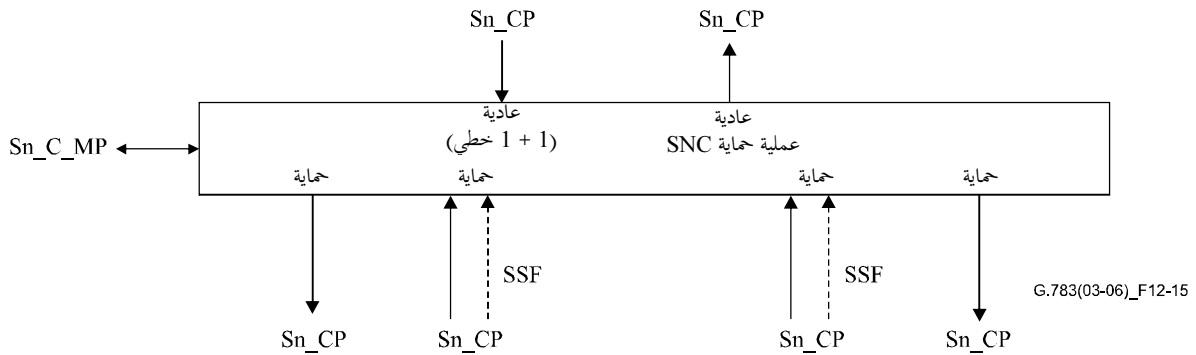 Sn_CP Sn_CP
عادية عادية
(1 + 1 خطي) عملية حماية SNC
Sn_C_MP
حماية حماية حماية حماية
SSF SSF
G.783(03-06)_F12-15
Sn_CP Sn_CP Sn_CP Sn_CP